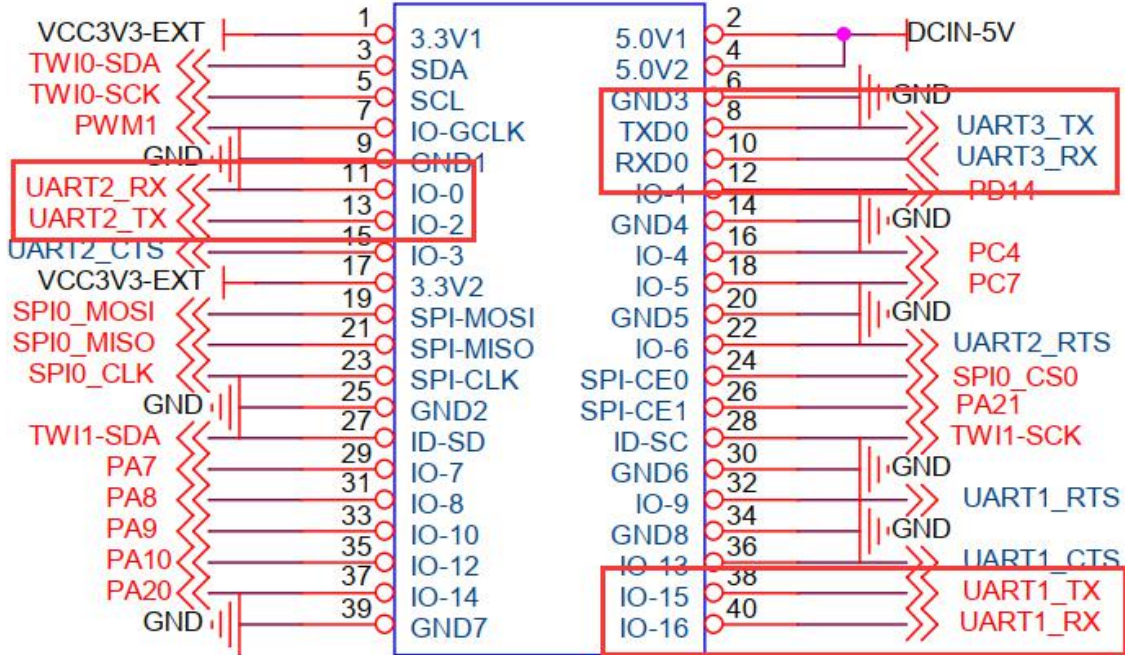 VCC3V3-EXT 1 3.3V1 5.0V1 2 DCIN-5V
TWI0-SDA 3 SDA 5.0V2 4
TWI0-SCK 5 SCL GND3 6 GND
PWM1 7 IO-GCLK TXD0 8 UART3_TX
GND 9 GND1 RXD0 10 UART3_RX
UART2_RX 11 IO-0 IO-1 12 PD14
UART2_TX 13 IO-2 GND4 14 GND
UART2_CTS 15 IO-3 IO-4 16 PC4
VCC3V3-EXT 17 3.3V2 IO-5 18 PC7
SPI0_MOSI 19 SPI-MOSI GND5 20 GND
SPI0_MISO 21 SPI-MISO IO-6 22 UART2_RTS
SPI0_CLK 23 SPI-CLK SPI-CE0 24 SPI0_CS0
GND 25 GND2 SPI-CE1 26 PA21
TWI1-SDA 27 ID-SD ID-SC 28 TWI1-SCK
PA7 29 IO-7 GND6 30 GND
PA8 31 IO-8 IO-9 32 UART1_RTS
PA9 33 IO-10 GND8 34 GND
PA10 35 IO-12 IO-13 36 UART1_CTS
PA20 37 IO-14 IO-15 38 UART1_TX
GND 39 GND7 IO-16 40 UART1_RX